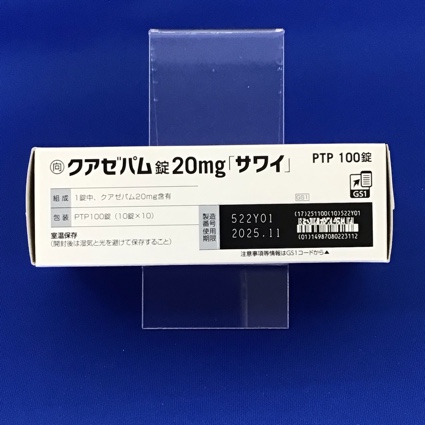 向 クアゼパム錠20mg「サワイ」 PTP 100錠
組成 1錠中、クアゼパム20mg含有
GS1
GS1
包装 PTP100錠（10錠×10）
製造番号 522Y01
使用期限 2025.11
(17)251100(10)522Y01
(01)14987080223112
室温保存
(開封後は湿気と光を避けて保存すること)
注意事項等情報はGS1コードから▲